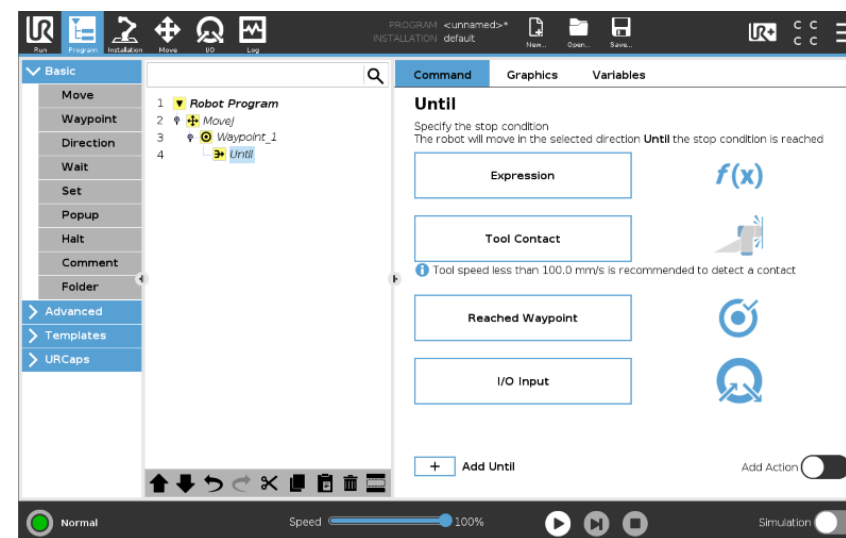 PROGRAM <unnamed>*
INSTALLATION default
Run
Program
Installation
Move
I/O
Log
New...
Open...
Save...
UR+
C C
C C
Basic
Move
Waypoint
Direction
Wait
Set
Popup
Halt
Comment
Folder
Advanced
Templates
URCaps
1 Robot Program
2 MoveJ
3 Waypoint_1
4 Until
Command Graphics Variables
Until
Specify the stop condition
The robot will move in the selected direction Until the stop condition is reached
Expression
f(x)
Tool Contact
Tool speed less than 100.0 mm/s is recommended to detect a contact
Reached Waypoint
I/O Input
+ Add Until
Add Action
Normal
Speed
100%
Simulation